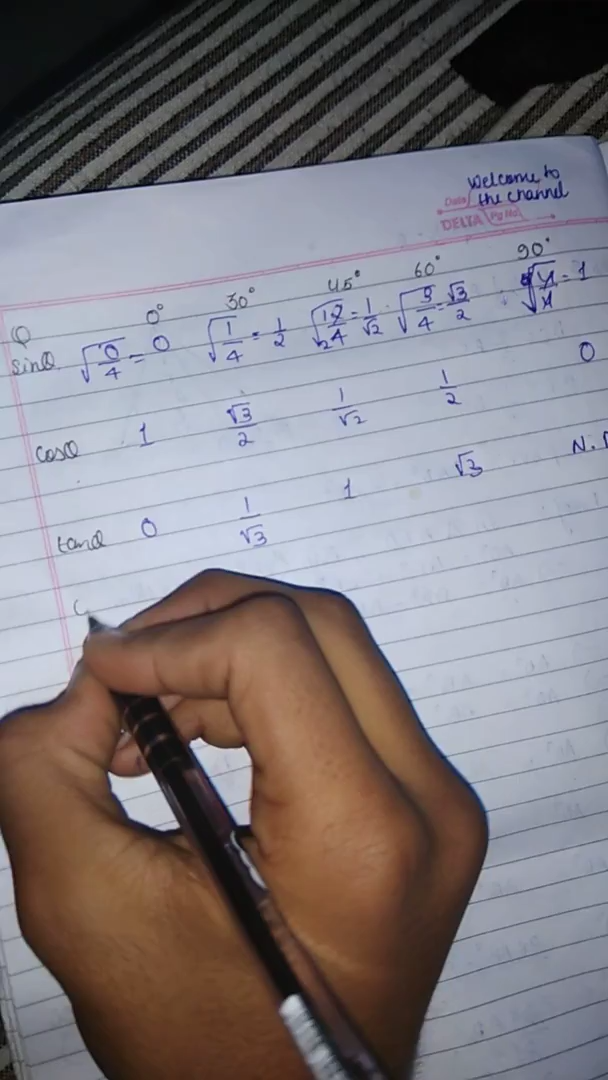 Welcome to
the channel
Date
DELTA Pg No.
θ 0° 30° 45° 60° 90°
sinθ √0/4 = 0 √1/4 = 1/2 √2/4 = 1/√2 √3/4 = √3/2 √4/4 = 1
cosθ 1 √3/2 1/√2 1/2 0
tanθ 0 1/√3 1 √3 N.